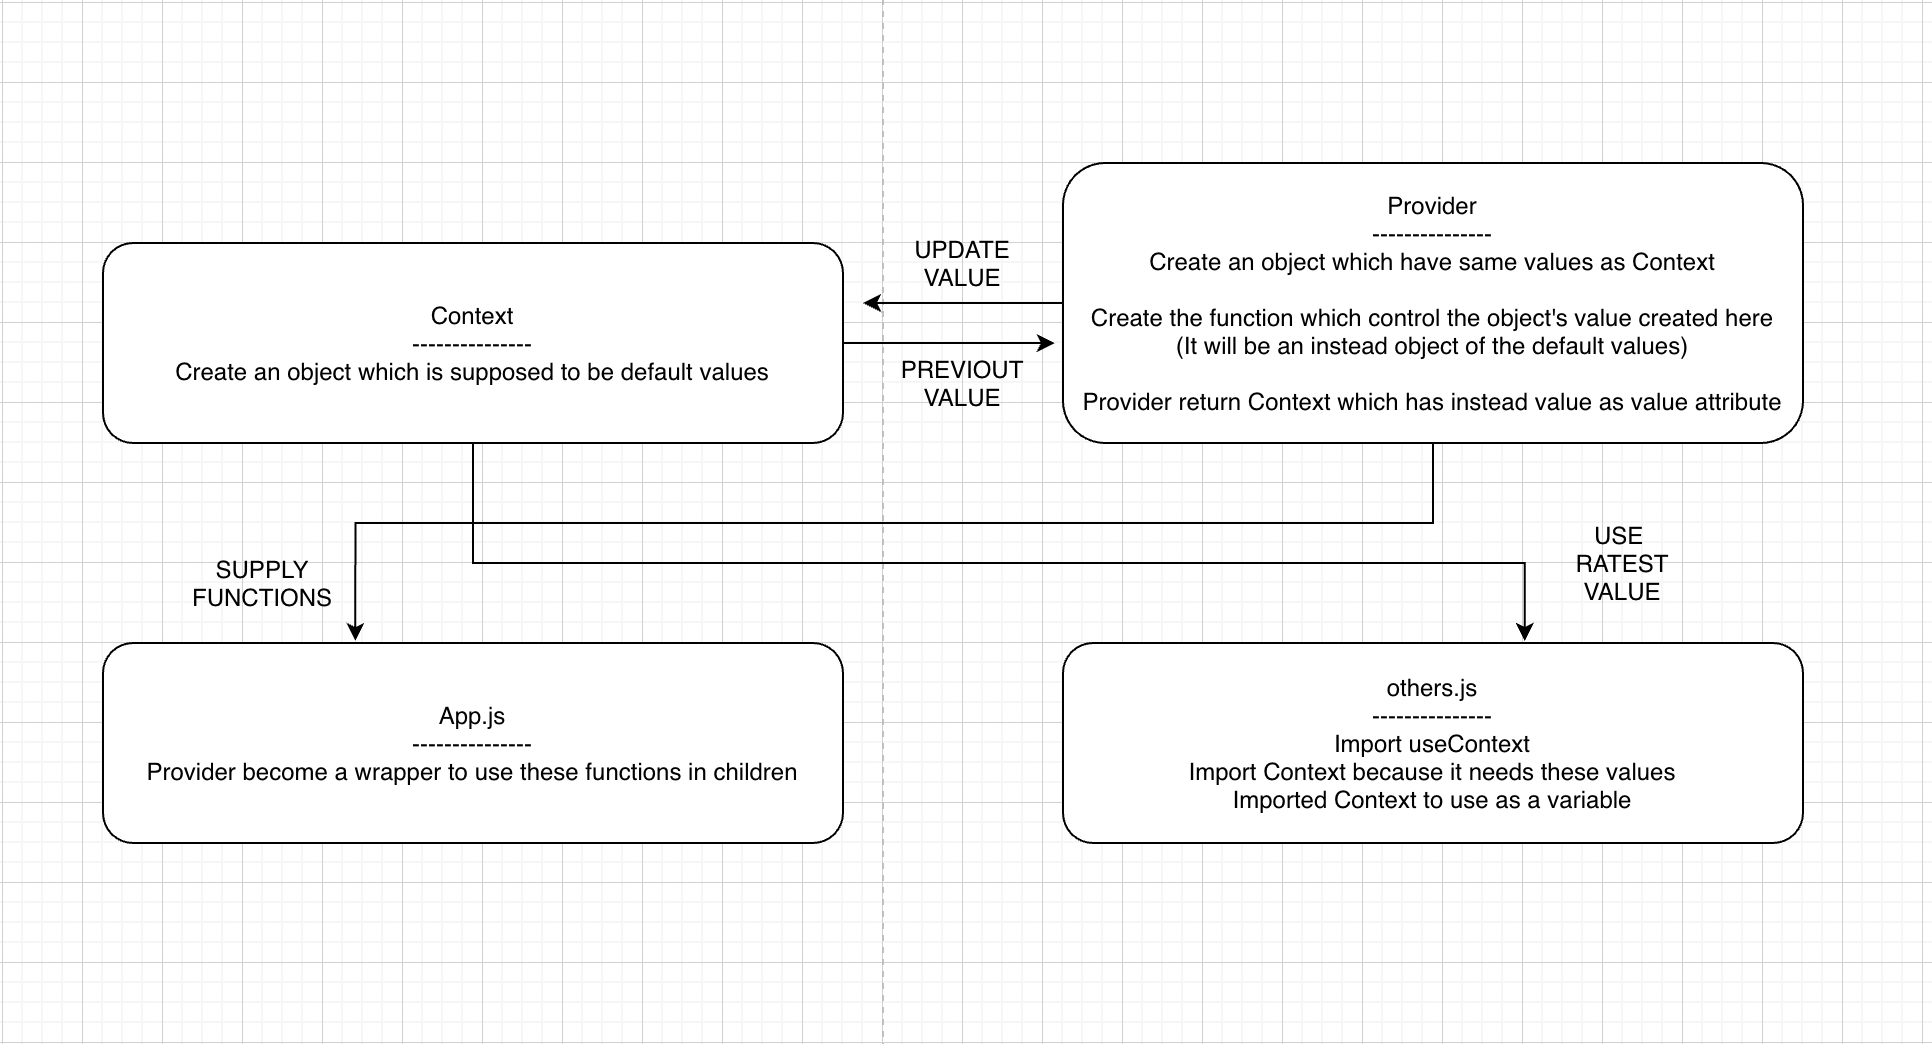 Context
---------------
Create an object which is supposed to be default values
UPDATE
VALUE
PREVIOUT
VALUE
Provider
---------------
Create an object which have same values as Context
Create the function which control the object's value created here
(It will be an instead object of the default values)
Provider return Context which has instead value as value attribute
SUPPLY
FUNCTIONS
USE
RATEST
VALUE
App.js
---------------
Provider become a wrapper to use these functions in children
others.js
---------------
Import useContext
Import Context because it needs these values
Imported Context to use as a variable